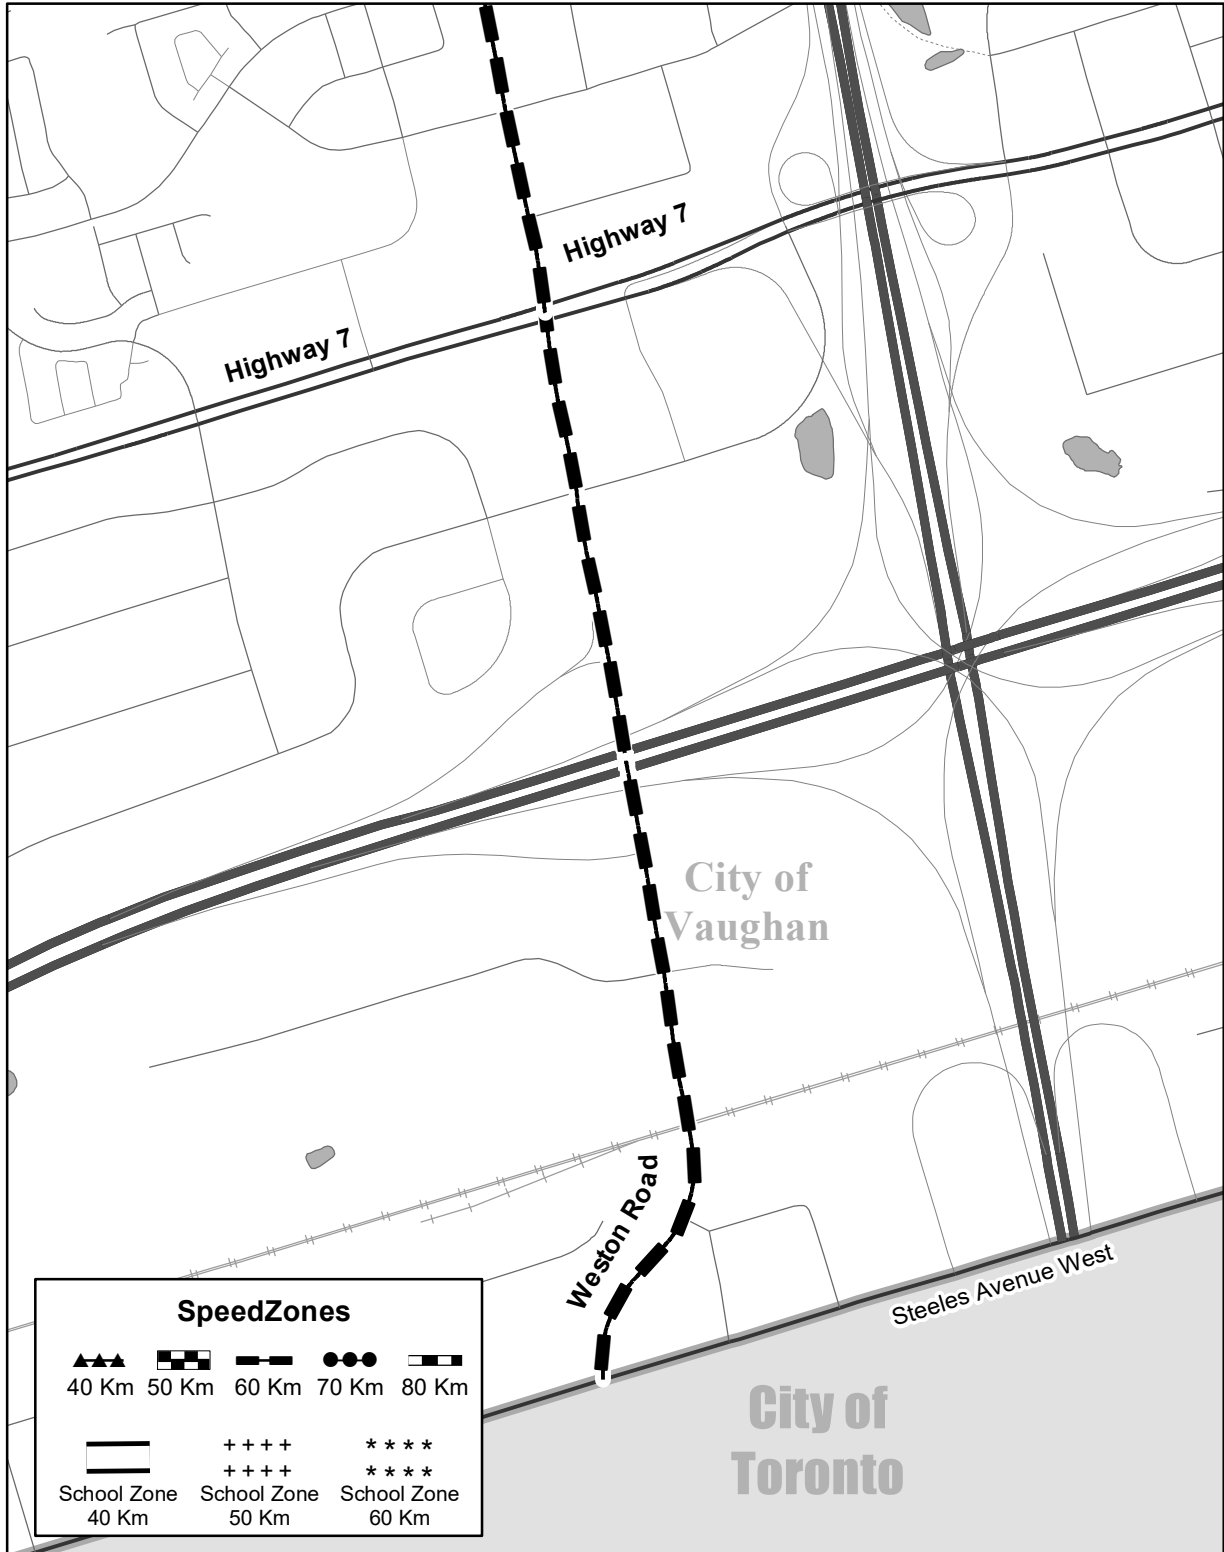 Highway 7
Highway 7
City of
Vaughan
Weston Road
Steeles Avenue West
City of
Toronto
SpeedZones
40 Km 50 Km 60 Km 70 Km 80 Km
School Zone School Zone School Zone
40 Km 50 Km 60 Km